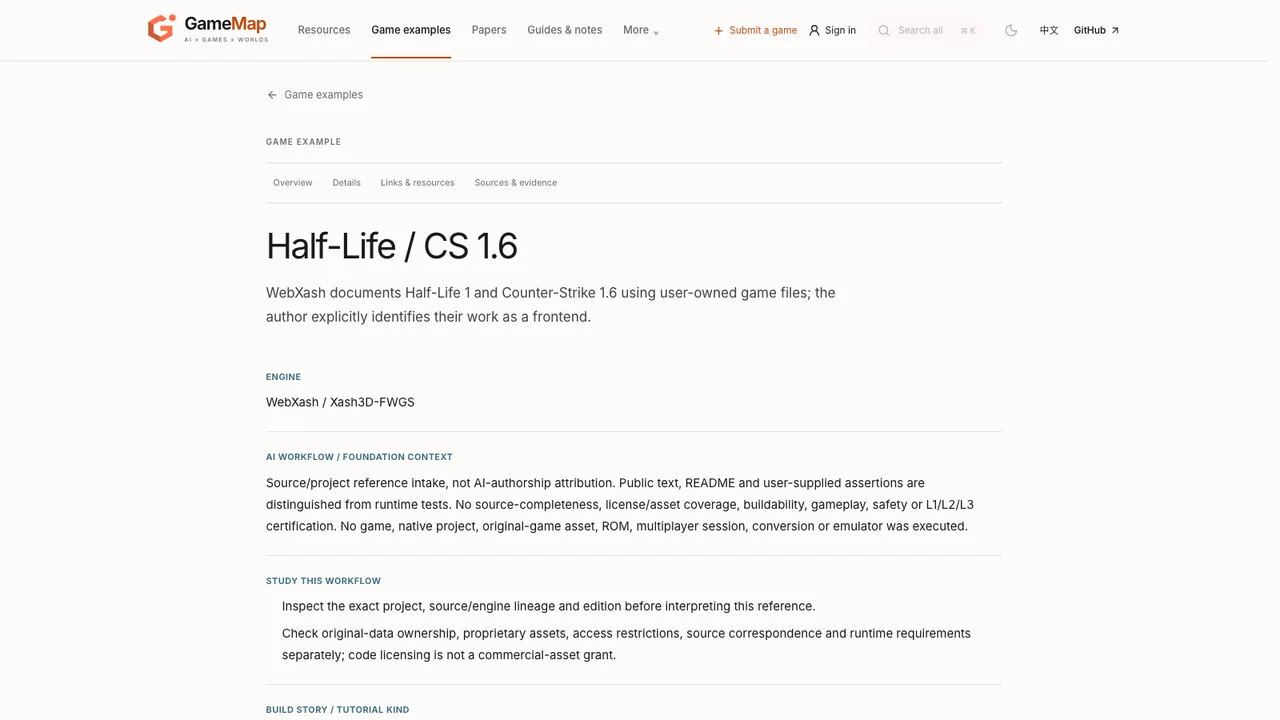 GameMap
AI × GAMES × WORLDS
Resources
Game examples
Papers
Guides & notes
More
+ Submit a game
Sign in
Search all
⌘ K
中文
GitHub ↗
← Game examples
GAME EXAMPLE
Overview
Details
Links & resources
Sources & evidence
Half-Life / CS 1.6
WebXash documents Half-Life 1 and Counter-Strike 1.6 using user-owned game files; the
author explicitly identifies their work as a frontend.
ENGINE
WebXash / Xash3D-FWGS
AI WORKFLOW / FOUNDATION CONTEXT
Source/project reference intake, not AI-authorship attribution. Public text, README and user-supplied assertions are
distinguished from runtime tests. No source-completeness, license/asset coverage, buildability, gameplay, safety or L1/L2/L3
certification. No game, native project, original-game asset, ROM, multiplayer session, conversion or emulator was executed.
STUDY THIS WORKFLOW
Inspect the exact project, source/engine lineage and edition before interpreting this reference.
Check original-data ownership, proprietary assets, access restrictions, source correspondence and runtime requirements
separately; code licensing is not a commercial-asset grant.
BUILD STORY / TUTORIAL KIND